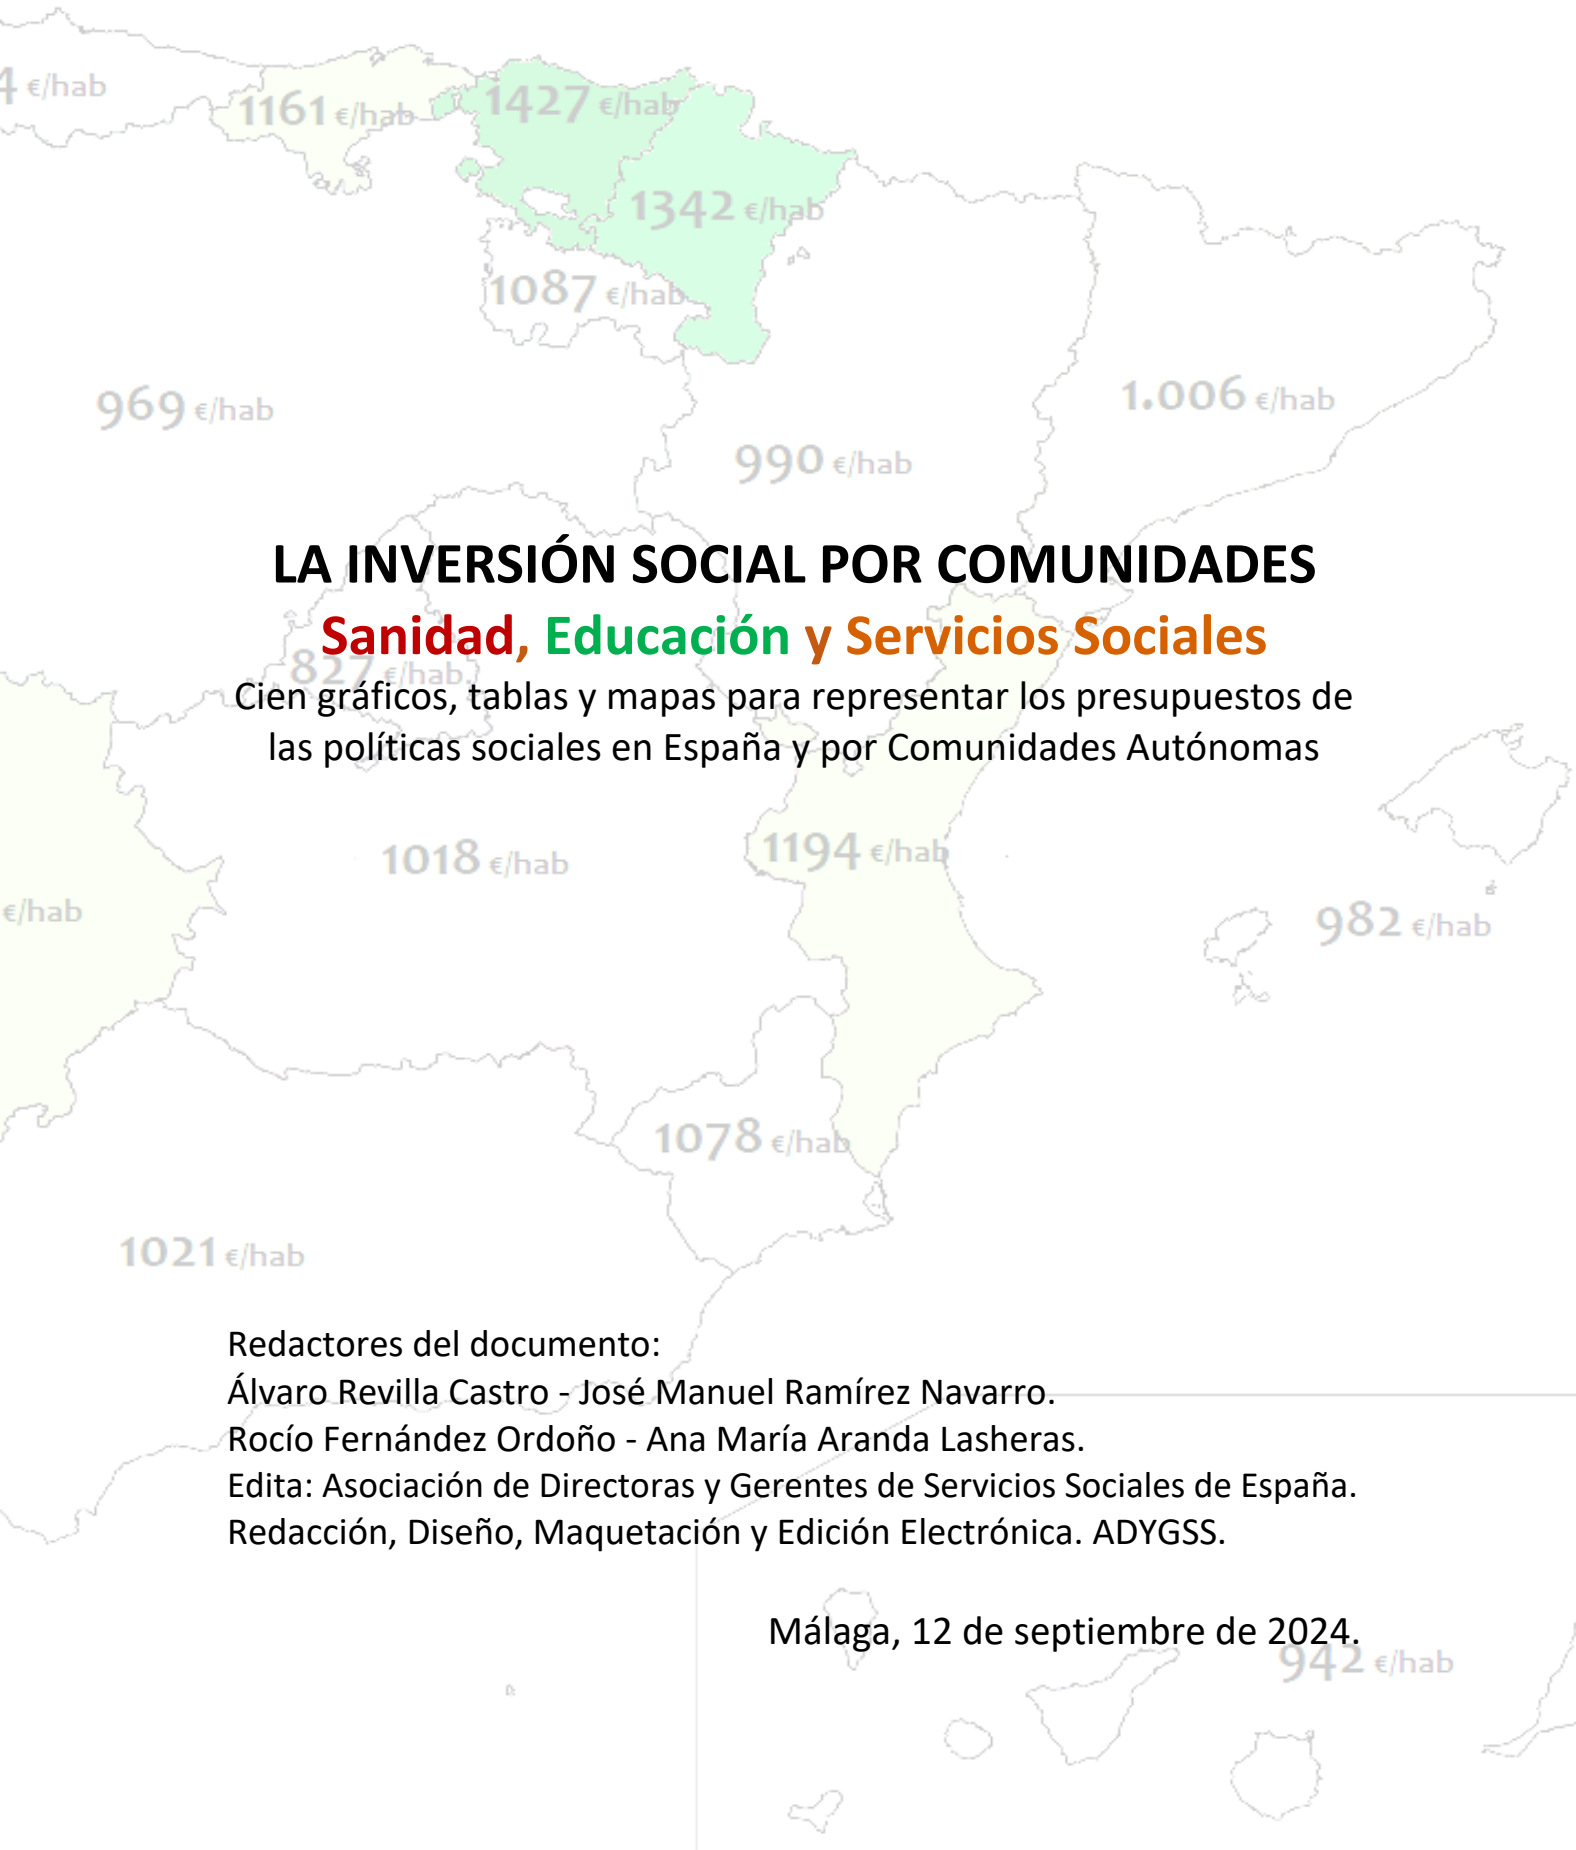 4 €/hab
1161 €/hab
1427 €/hab
1342 €/hab
1087 €/hab
969 €/hab
1.006 €/hab
990 €/hab
LA INVERSIÓN SOCIAL POR COMUNIDADES
Sanidad, Educación y Servicios Sociales
827 €/hab.
Cien gráficos, tablas y mapas para representar los presupuestos de
las políticas sociales en España y por Comunidades Autónomas
1018 €/hab
1194 €/hab
€/hab
982 €/hab
1078 €/hab
1021 €/hab
Redactores del documento:
Álvaro Revilla Castro - José Manuel Ramírez Navarro.
Rocío Fernández Ordoño - Ana María Aranda Lasheras.
Edita: Asociación de Directoras y Gerentes de Servicios Sociales de España.
Redacción, Diseño, Maquetación y Edición Electrónica. ADYGSS.
Málaga, 12 de septiembre de 2024.
942 €/hab